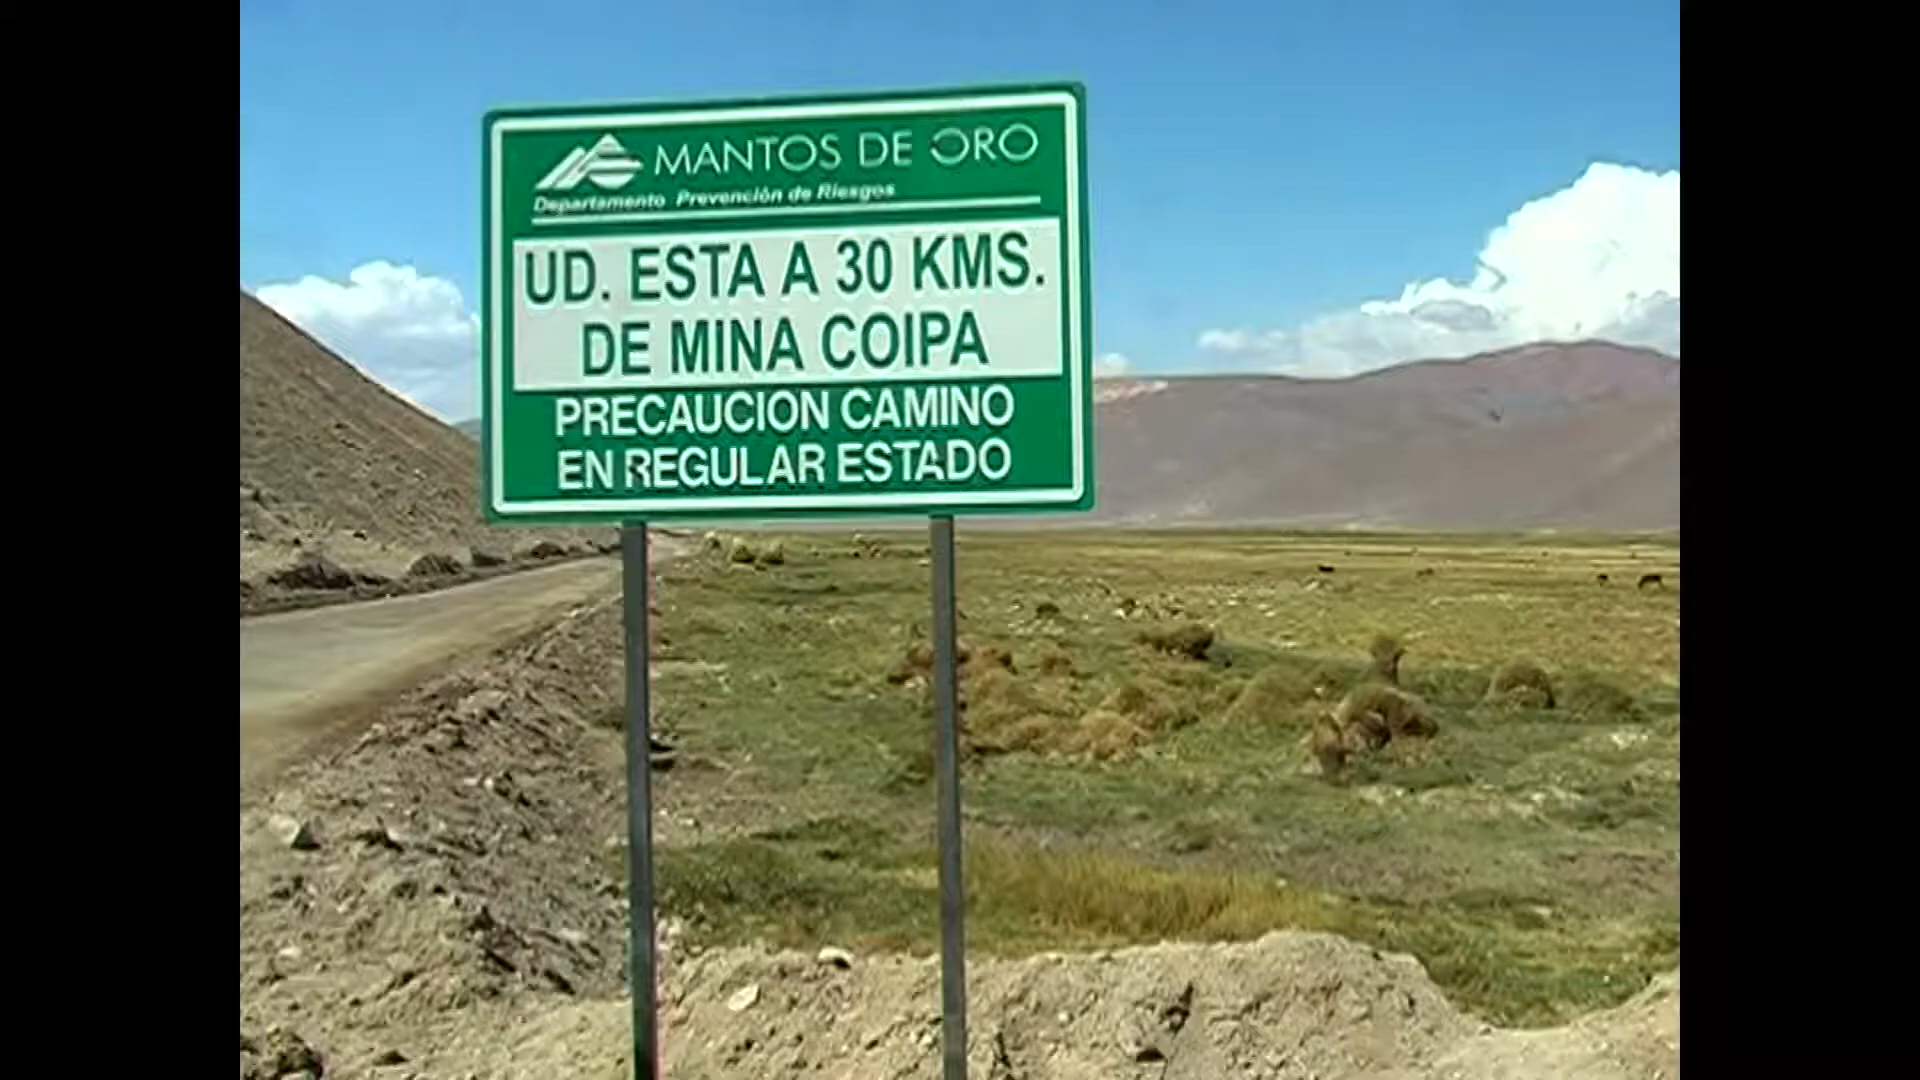 MANTOS DE ORO
Departamento Prevención de Riesgos
UD. ESTA A 30 KMS.
DE MINA COIPA
PRECAUCION CAMINO
EN REGULAR ESTADO